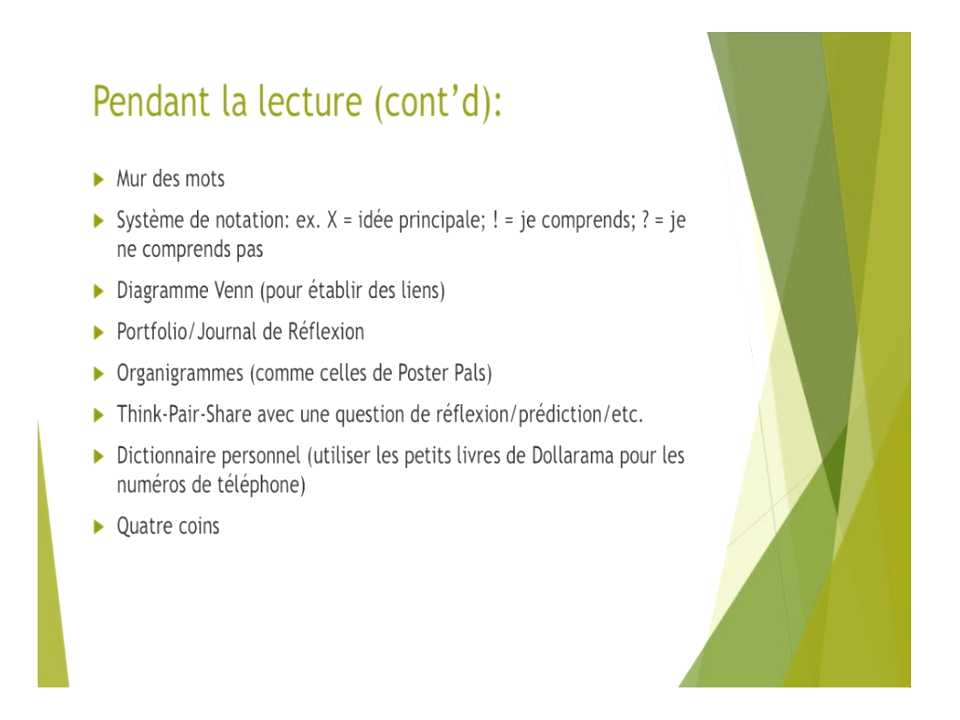 Pendant la lecture (cont’d):
Mur des mots
Système de notation: ex. X = idée principale; ! = je comprends; ? = je
ne comprends pas
Diagramme Venn (pour établir des liens)
Portfolio/Journal de Réflexion
Organigrammes (comme celles de Poster Pals)
Think-Pair-Share avec une question de réflexion/prédiction/etc.
Dictionnaire personnel (utiliser les petits livres de Dollarama pour les
numéros de téléphone)
Quatre coins